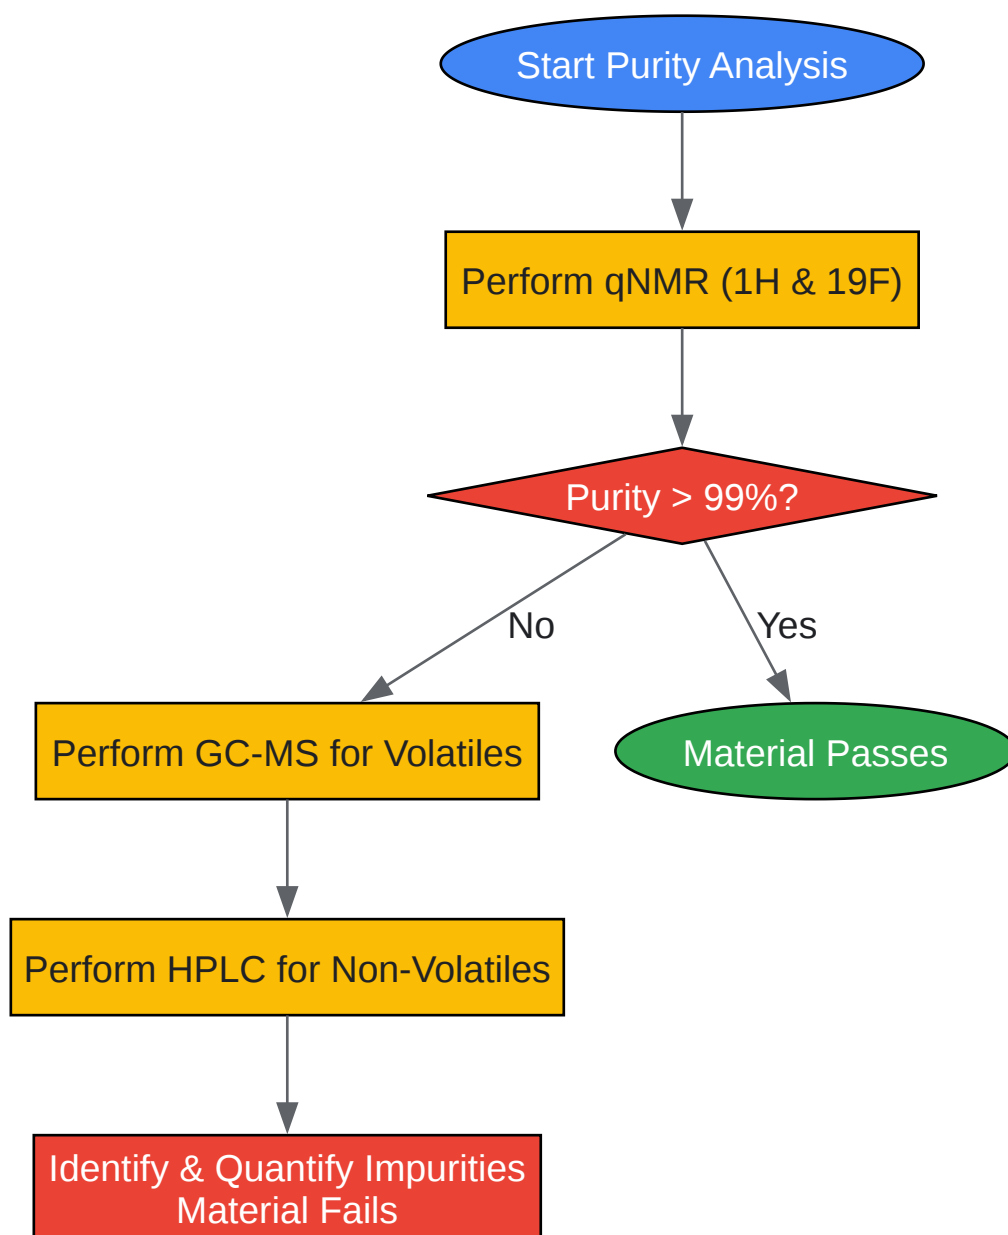 Start Purity Analysis
Perform qNMR (1H & 19F)
Purity > 99%?
No
Yes
Perform GC-MS for Volatiles
Material Passes
Perform HPLC for Non-Volatiles
Identify & Quantify Impurities
Material Fails